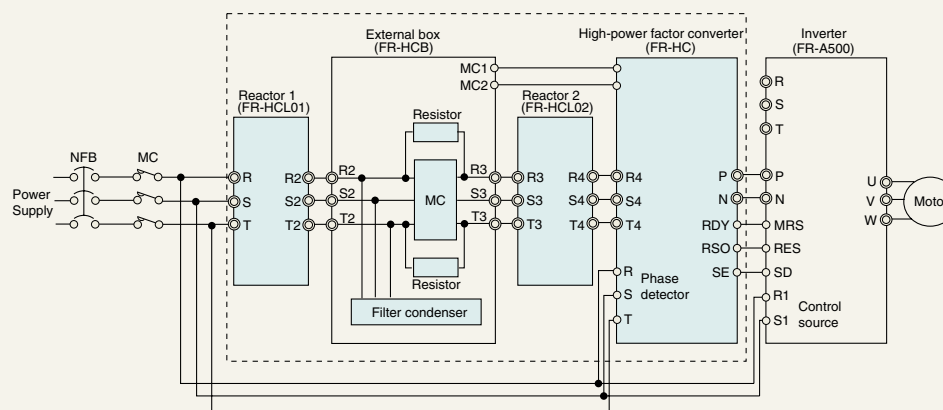 External box
(FR-HCB)
High-power factor converter
(FR-HC)
Inverter
(FR-A500)
MC1
MC2
Reactor 1
(FR-HCL01)
Reactor 2
(FR-HCL02)
Resistor
R
S
T
NFB
MC
Power
Supply
R
S
T
R2
S2
T2
R2
S2
T2
MC
R3
S3
T3
R3
S3
T3
R4
S4
T4
R4
S4
T4
P
N
RDY
RSO
SE
P
N
MRS
RES
SD
R1
S1
U
V
W
Moto
Resistor
Filter condenser
R
S
T
Phase
detector
Control
source